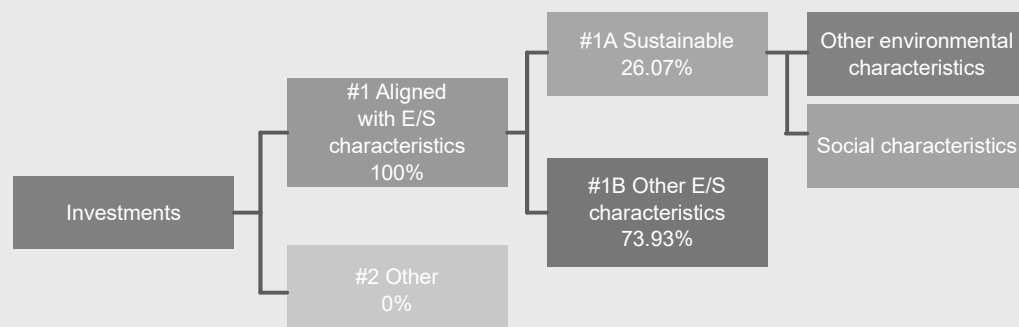 Investments
#1 Aligned
with E/S
characteristics
100%
#2 Other
0%
#1A Sustainable
26.07%
#1B Other E/S
characteristics
73.93%
Other environmental
characteristics
Social characteristics